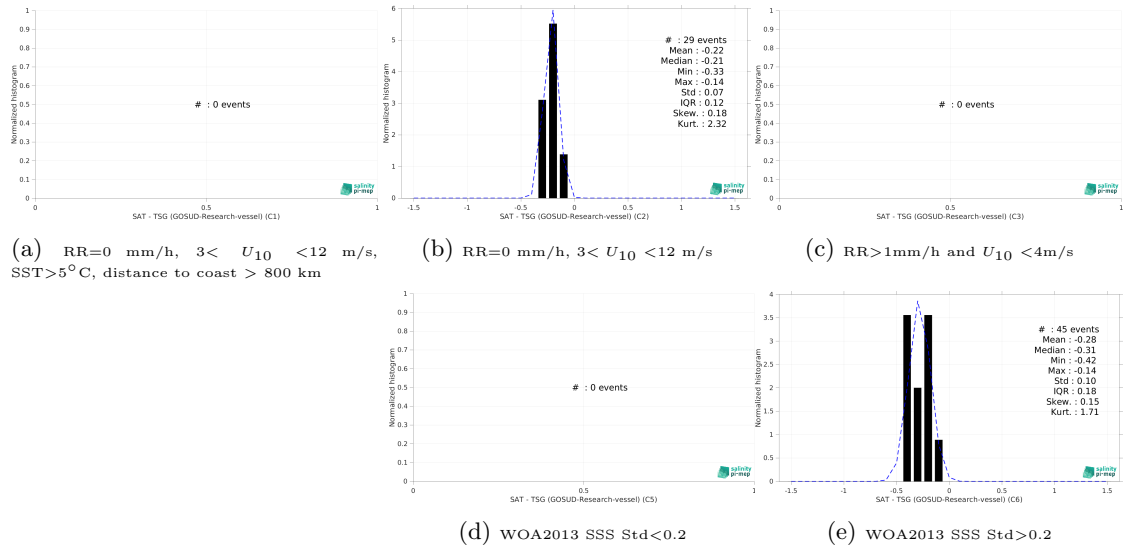 1
0.9
0.8
0.7
0.6
0.5
0.4
0.3
0.2
0.1
0
Normalized histogram
# : 0 events
salinity
pi-mep
0 0.5 1
SAT - TSG (GOSUD-Research-vessel) (C1)
(a) RR=0 mm/h, 3< U10 <12 m/s,
SST>5°C, distance to coast > 800 km
6
5
4
3
2
1
0
Normalized histogram
# : 29 events
Mean : -0.22
Median : -0.21
Min : -0.33
Max : -0.14
Std : 0.07
IQR : 0.12
Skew. : 0.18
Kurt. : 2.32
salinity
pi-mep
-1.5 -1 -0.5 0 0.5 1 1.5
SAT - TSG (GOSUD-Research-vessel) (C2)
(b) RR=0 mm/h, 3< U10 <12 m/s
1
0.9
0.8
0.7
0.6
0.5
0.4
0.3
0.2
0.1
0
Normalized histogram
# : 0 events
salinity
pi-mep
0 0.5 1
SAT - TSG (GOSUD-Research-vessel) (C3)
(c) RR>1mm/h and U10 <4m/s
1
0.9
0.8
0.7
0.6
0.5
0.4
0.3
0.2
0.1
0
Normalized histogram
# : 0 events
salinity
pi-mep
0 0.5 1
SAT - TSG (GOSUD-Research-vessel) (C5)
(d) WOA2013 SSS Std<0.2
4
3.5
3
2.5
2
1.5
1
0.5
0
Normalized histogram
# : 45 events
Mean : -0.28
Median : -0.31
Min : -0.42
Max : -0.14
Std : 0.10
IQR : 0.18
Skew. : 0.15
Kurt. : 1.71
salinity
pi-mep
-1.5 -1 -0.5 0 0.5 1 1.5
SAT - TSG (GOSUD-Research-vessel) (C6)
(e) WOA2013 SSS Std>0.2